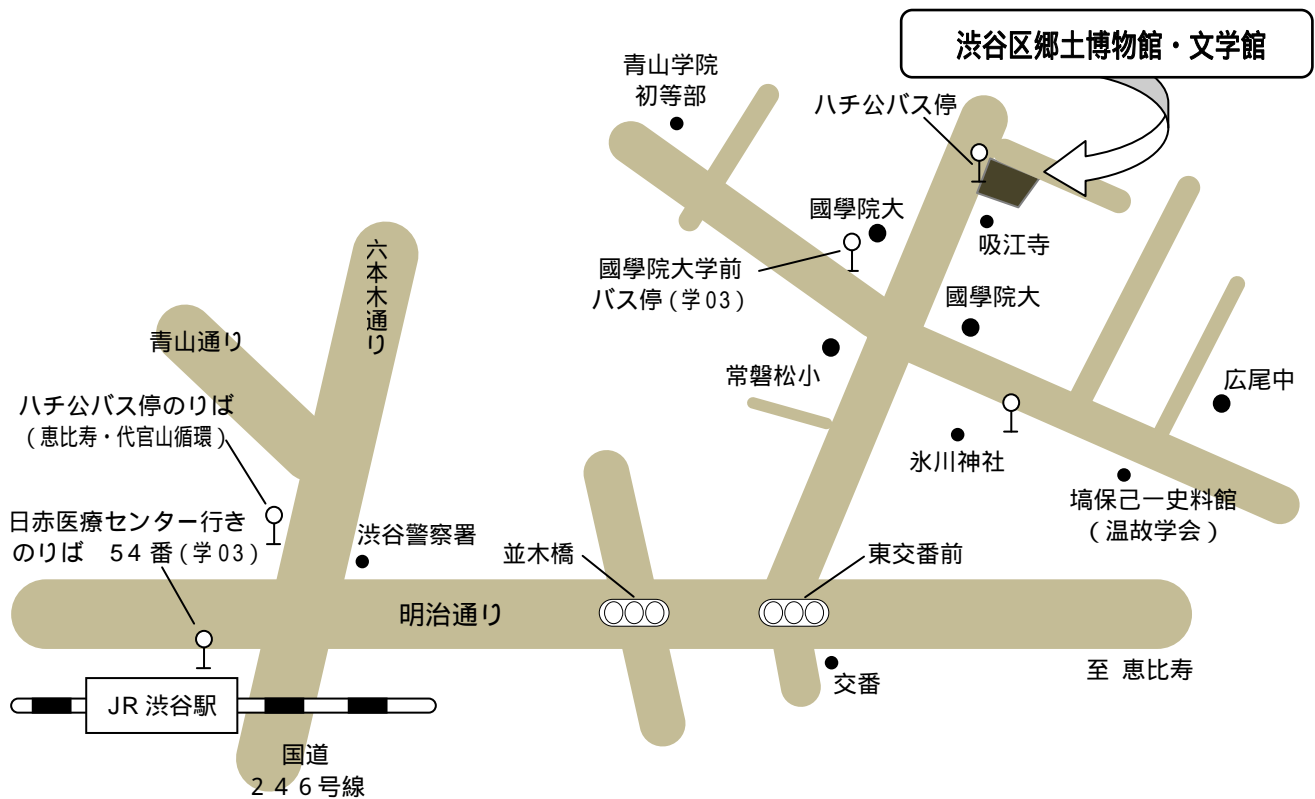 渋谷区郷土博物館・文学館
青山学院
初等部
ハチ公バス停
國學院大
吸江寺
國學院大学前
バス停(学03)
國學院大
六本木通り
青山通り
常磐松小
広尾中
ハチ公バス停のりば
(恵比寿・代官山循環)
氷川神社
塙保己一史料館
(温故学会)
日赤医療センター行き
のりば 54番(学03)
渋谷警察署
並木橋
東交番前
明治通り
至 恵比寿
交番
JR 渋谷駅
国道
246号線